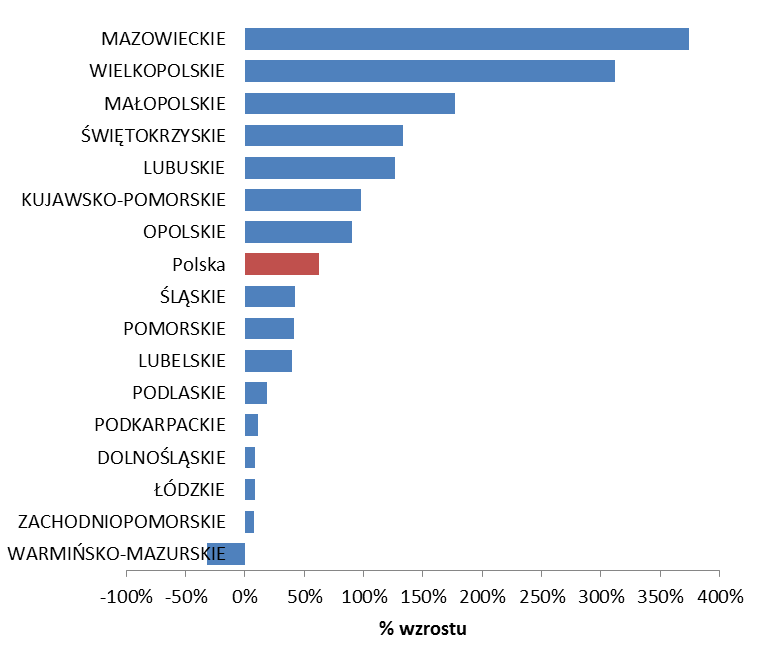 MAZOWIECKIE
WIELKOPOLSKIE
MAŁOPOLSKIE
ŚWIĘTOKRZYSKIE
LUBUSKIE
KUJAWSKO-POMORSKIE
OPOLSKIE
Polska
ŚLĄSKIE
POMORSKIE
LUBELSKIE
PODLASKIE
PODKARPACKIE
DOLNOŚLĄSKIE
ŁÓDZKIE
ZACHODNIOPOMORSKIE
WARMIŃSKO-MAZURSKIE
-100% -50% 0% 50% 100% 150% 200% 250% 300% 350% 400%
% wzrostu